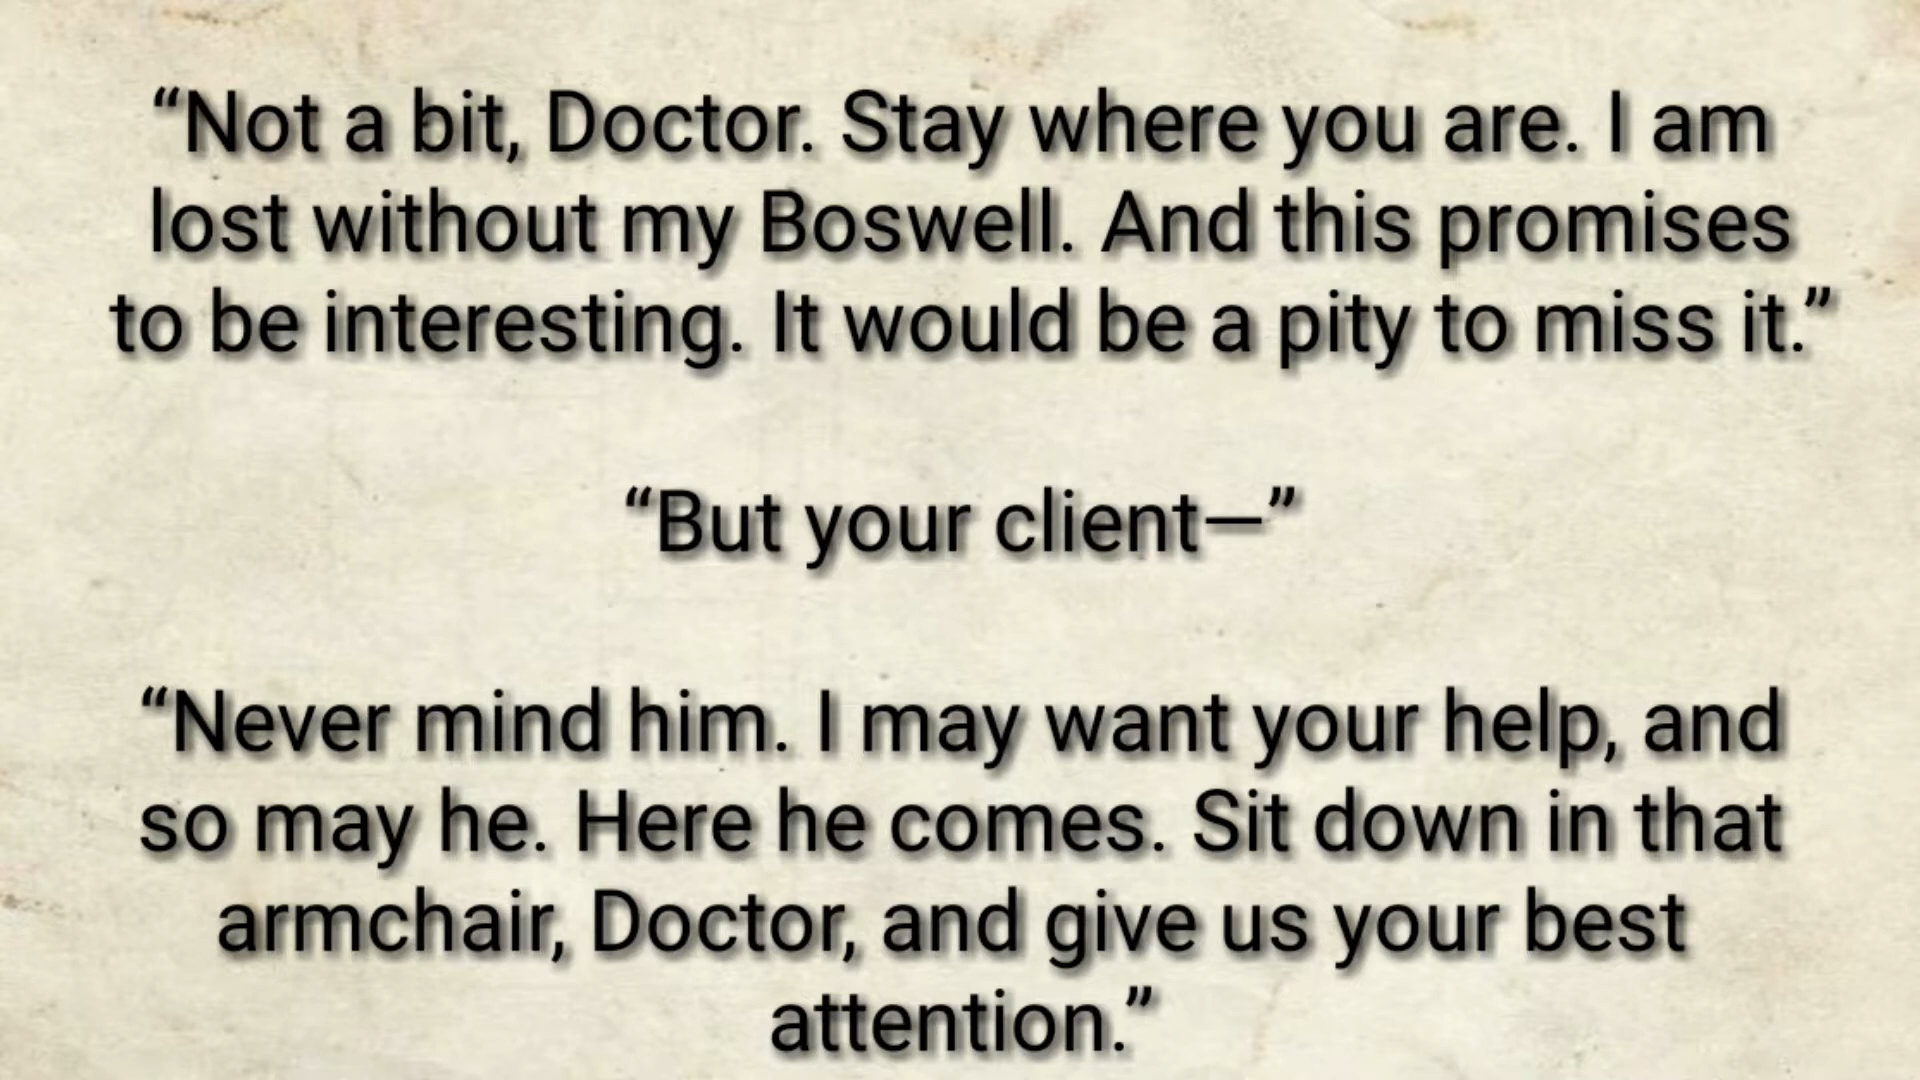 “Not a bit, Doctor. Stay where you are. I am
lost without my Boswell. And this promises
to be interesting. It would be a pity to miss it.”
“But your client—”
“Never mind him. I may want your help, and
so may he. Here he comes. Sit down in that
armchair, Doctor, and give us your best
attention.”